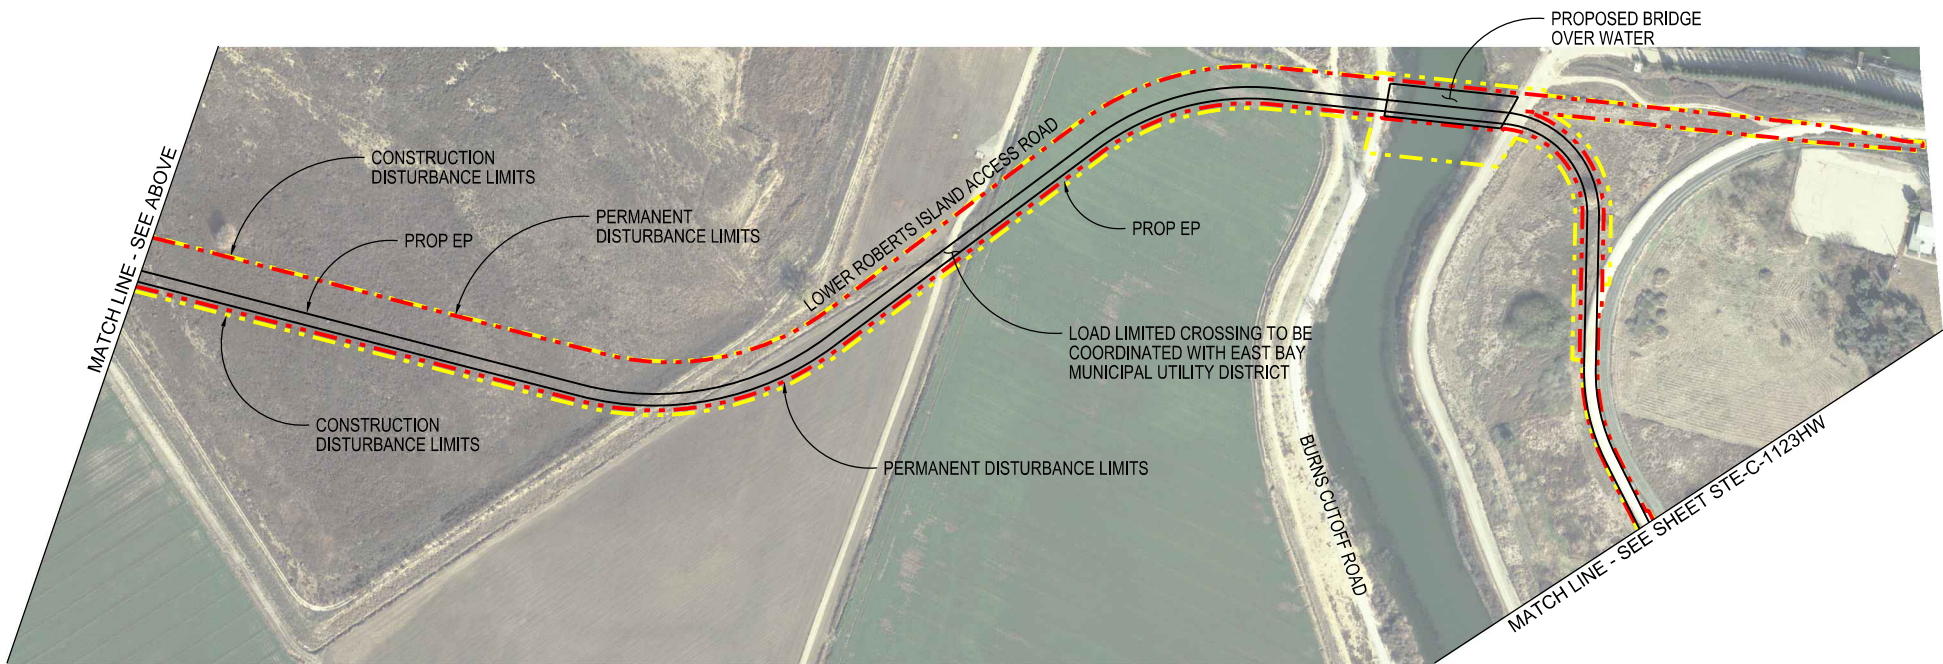 PROPOSED BRIDGE
OVER WATER
CONSTRUCTION
DISTURBANCE LIMITS
PERMANENT
DISTURBANCE LIMITS
PROP EP
MATCH LINE - SEE ABOVE
LOWER ROBERTS ISLAND ACCESS ROAD
PROP EP
LOAD LIMITED CROSSING TO BE
COORDINATED WITH EAST BAY
MUNICIPAL UTILITY DISTRICT
CONSTRUCTION
DISTURBANCE LIMITS
PERMANENT DISTURBANCE LIMITS
BURNS CUTOFF ROAD
MATCH LINE - SEE SHEET STE-C-1123HW